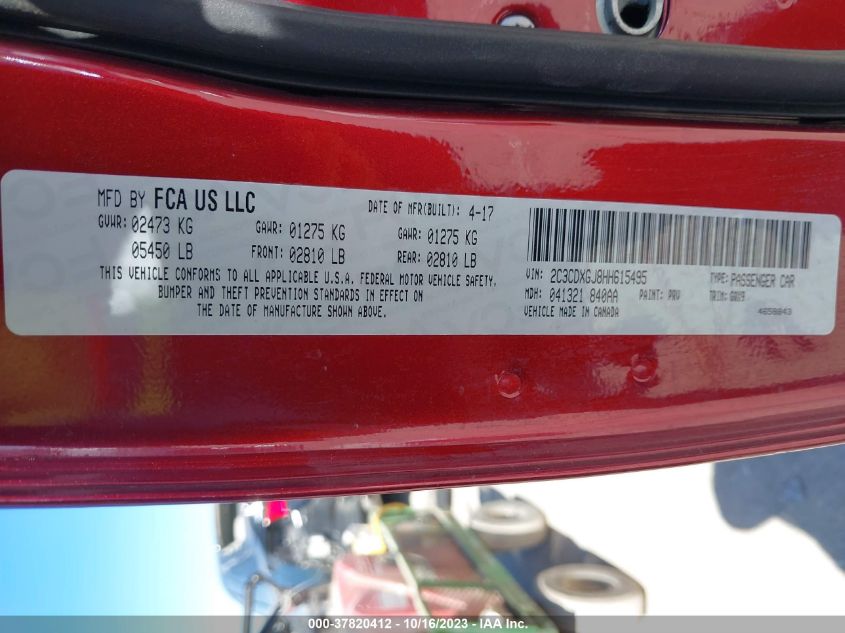 MFD BY FCA US LLC
DATE OF MFR(BUILT): 4-17
GVWR: 02473 KG GAWR: 01275 KG GAWR: 01275 KG
05450 LB FRONT: 02810 LB REAR: 02810 LB
THIS VEHICLE CONFORMS TO ALL APPLICABLE U.S.A. FEDERAL MOTOR VEHICLE SAFETY,
BUMPER AND THEFT PREVENTION STANDARDS IN EFFECT ON
THE DATE OF MANUFACTURE SHOWN ABOVE.
VIN: 2C3CDXGJ8HH615495 TYPE: PASSENGER CAR
MDH: 041321 840AA PAINT: PRV TRIM:
VEHICLE MADE IN CANADA 4658843
000-37820412 - 10/16/2023 - IAA Inc.